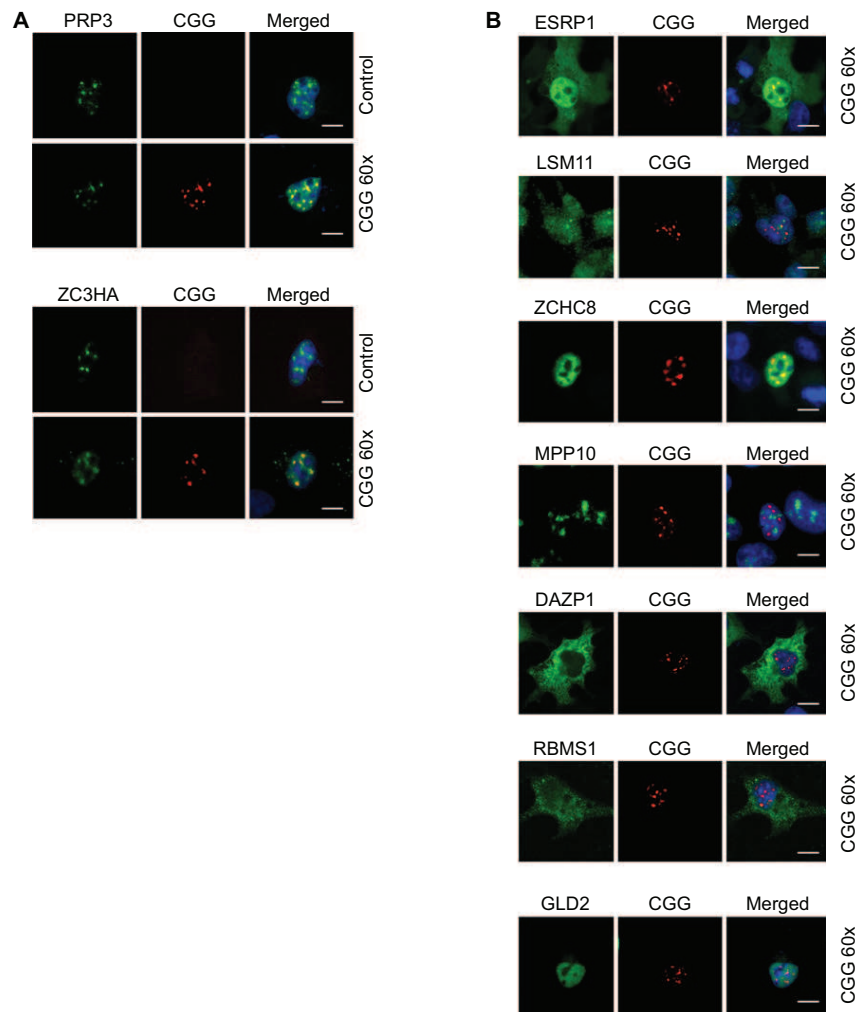 A
PRP3 CGG Merged
Control
CGG 60x
ZC3HA CGG Merged
Control
CGG 60x
B
ESRP1 CGG Merged
CGG 60x
LSM11 CGG Merged
CGG 60x
ZCHC8 CGG Merged
CGG 60x
MPP10 CGG Merged
CGG 60x
DAZP1 CGG Merged
CGG 60x
RBMS1 CGG Merged
CGG 60x
GLD2 CGG Merged
CGG 60x